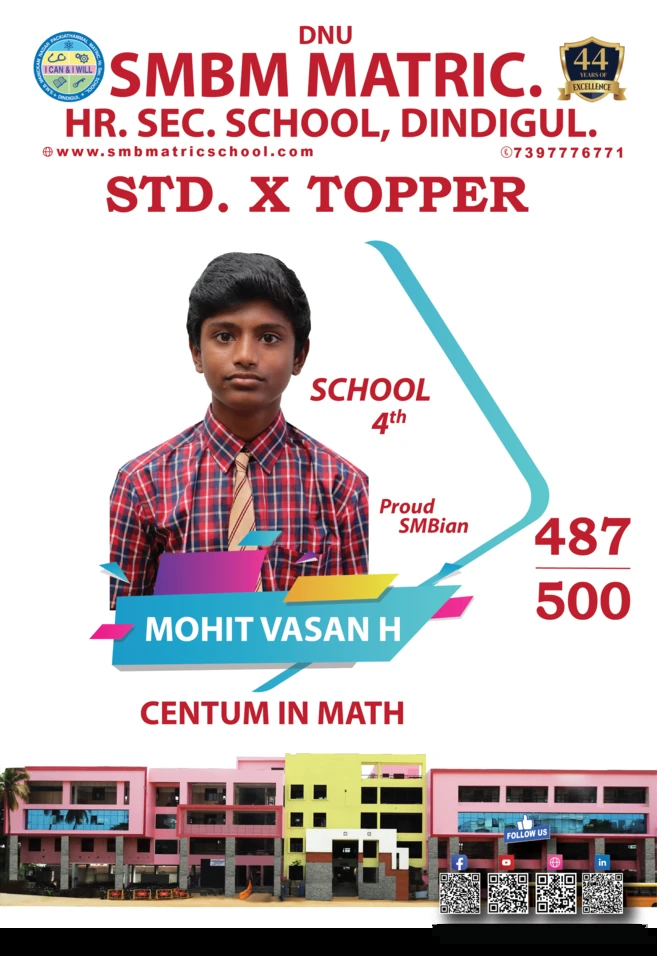 DNU
I CAN & I WILL
SMBM MATRIC.
44
YEARS OF
EXCELLENCE
HR. SEC. SCHOOL, DINDIGUL.
www.smbmatricschool.com
7397776771
STD. X TOPPER
SCHOOL
4th
Proud
SMBian
487
500
MOHIT VASAN H
CENTUM IN MATH
FOLLOW US